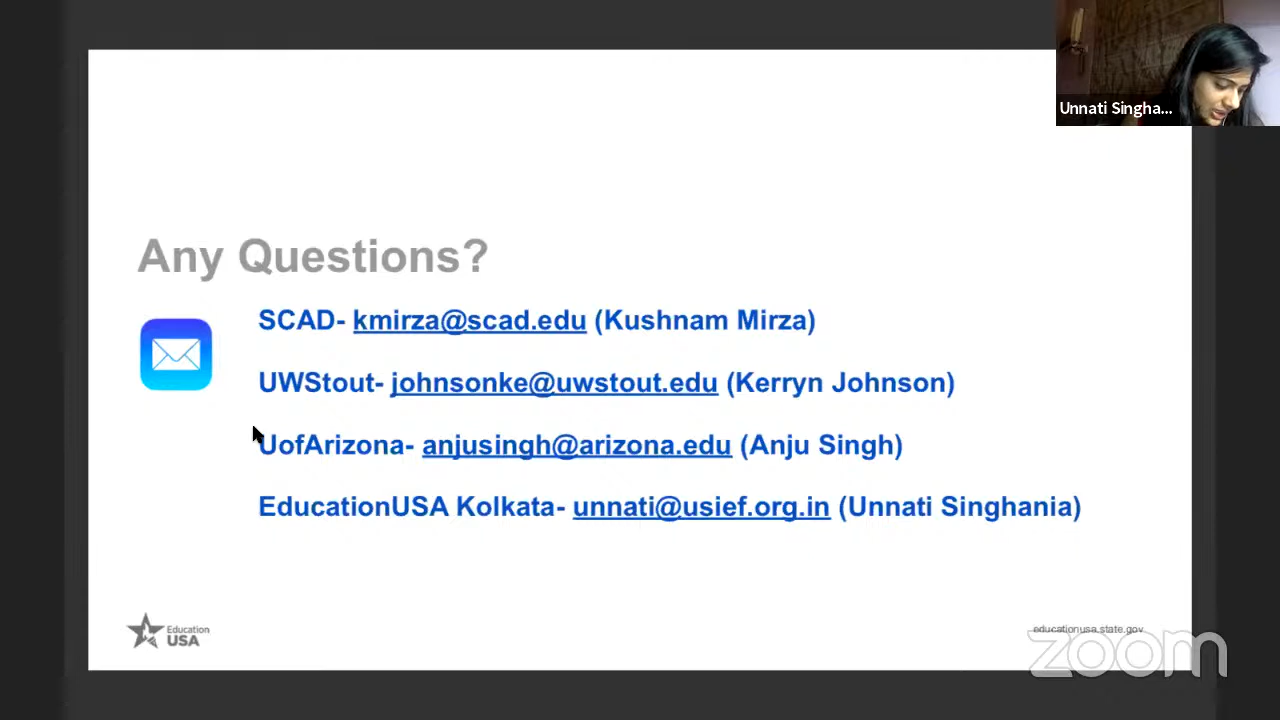 Unnati Singha...
Any Questions?
SCAD- kmirza@scad.edu (Kushnam Mirza)
UWStout- johnsonke@uwstout.edu (Kerryn Johnson)
UofArizona- anjusingh@arizona.edu (Anju Singh)
EducationUSA Kolkata- unnati@usief.org.in (Unnati Singhania)
Education
USA
educationusa.state.gov
zoom